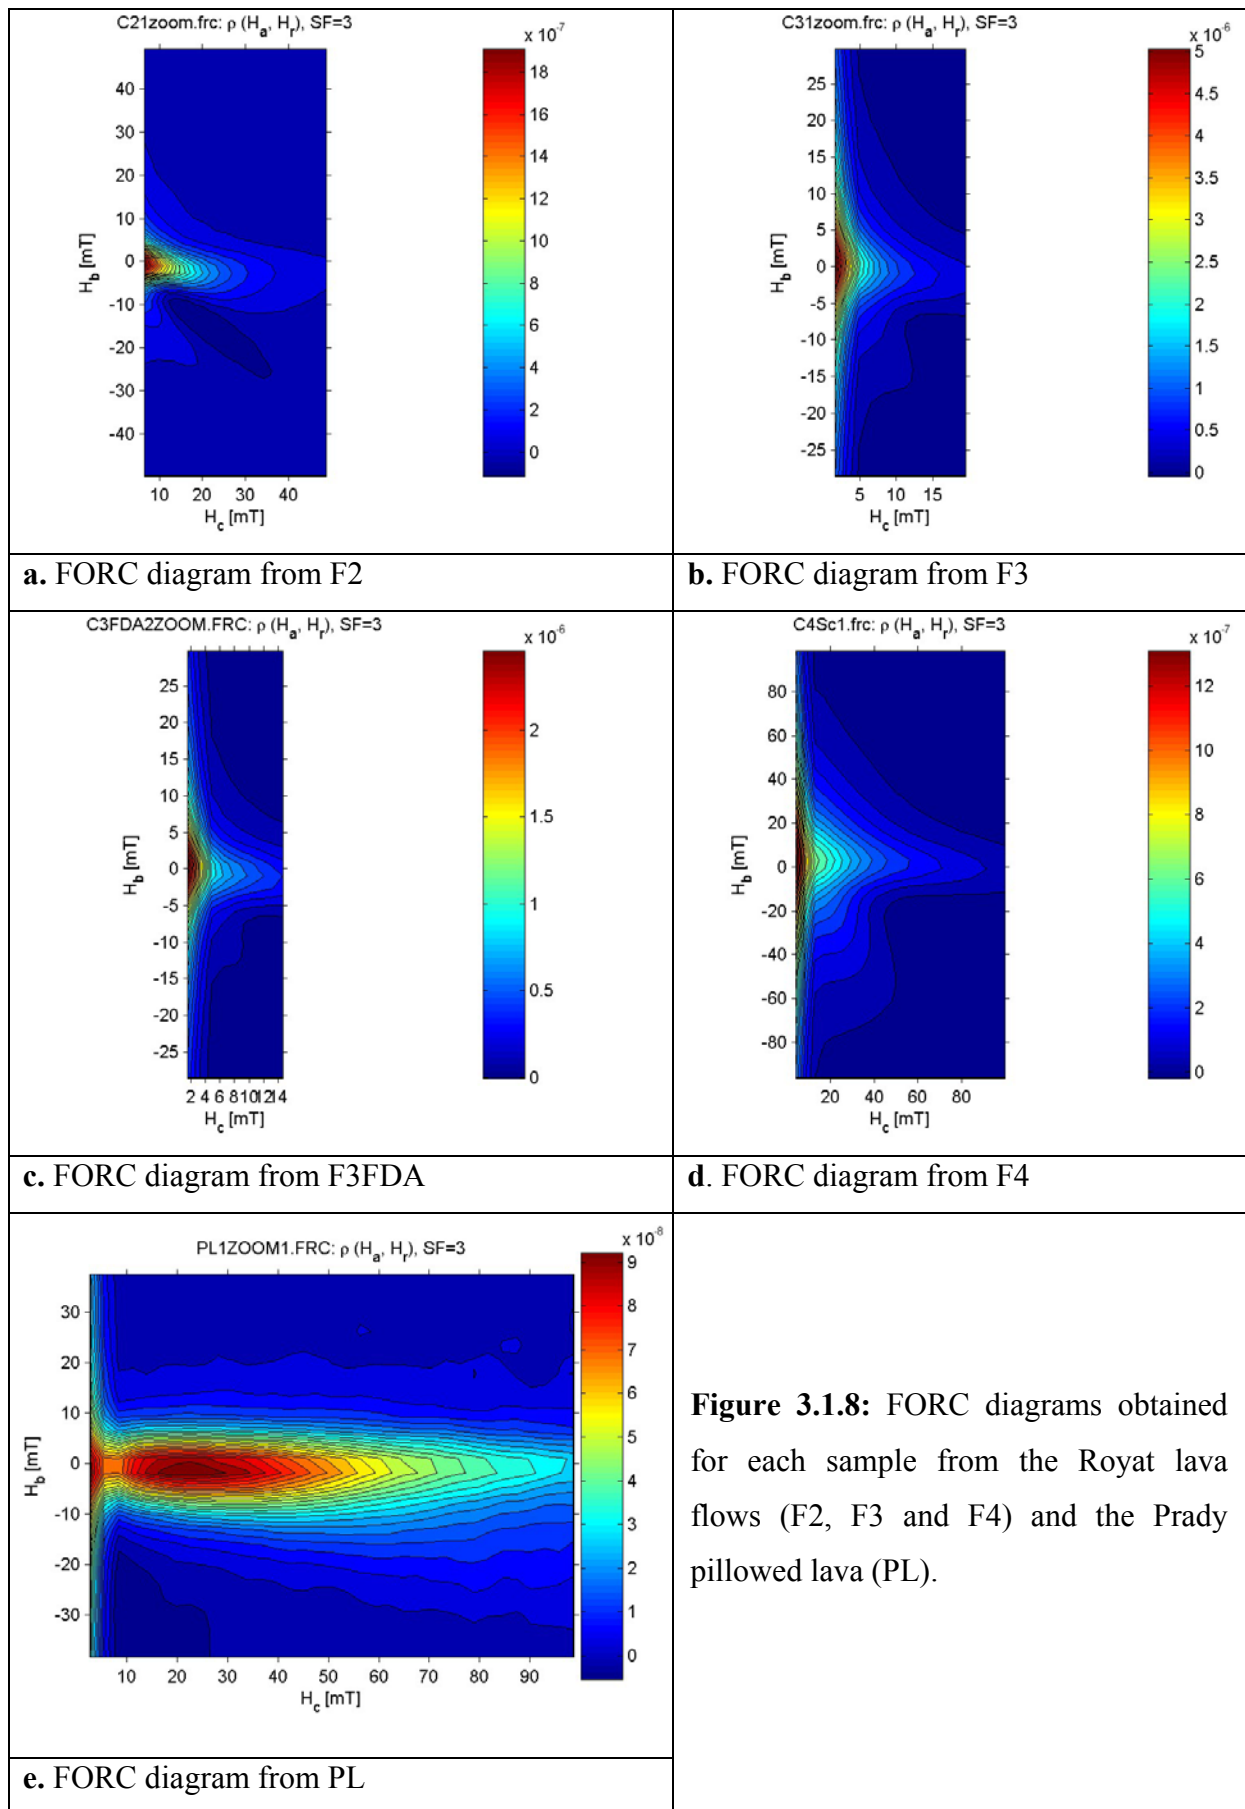 C21zoom.frc: ρ (Ha, Hr), SF=3
x 10-7
40
30
20
10
0
-10
-20
-30
-40
Hb [mT]
10 20 30 40
Hc [mT]
18
16
14
12
10
8
6
4
2
0
a. FORC diagram from F2
C31zoom.frc: ρ (Ha, Hr), SF=3
x 10-6
25
20
15
10
5
0
-5
-10
-15
-20
-25
Hb [mT]
5 10 15
Hc [mT]
5
4.5
4
3.5
3
2.5
2
1.5
1
0.5
0
b. FORC diagram from F3
C3FDA2ZOOM.FRC: ρ (Ha, Hr), SF=3
x 10-6
25
20
15
10
5
0
-5
-10
-15
-20
-25
Hb [mT]
2 4 6 8 10 12 14
Hc [mT]
2
1.5
1
0.5
0
c. FORC diagram from F3FDA
C4Sc1.frc: ρ (Ha, Hr), SF=3
x 10-7
80
60
40
20
0
-20
-40
-60
-80
Hb [mT]
20 40 60 80
Hc [mT]
12
10
8
6
4
2
0
d. FORC diagram from F4
PL1ZOOM1.FRC: ρ (Ha, Hr), SF=3
x 10-8
30
20
10
0
-10
-20
-30
Hb [mT]
10 20 30 40 50 60 70 80 90
Hc [mT]
9
8
7
6
5
4
3
2
1
0
e. FORC diagram from PL
Figure 3.1.8: FORC diagrams obtained
for each sample from the Royat lava
flows (F2, F3 and F4) and the Prady
pillowed lava (PL).